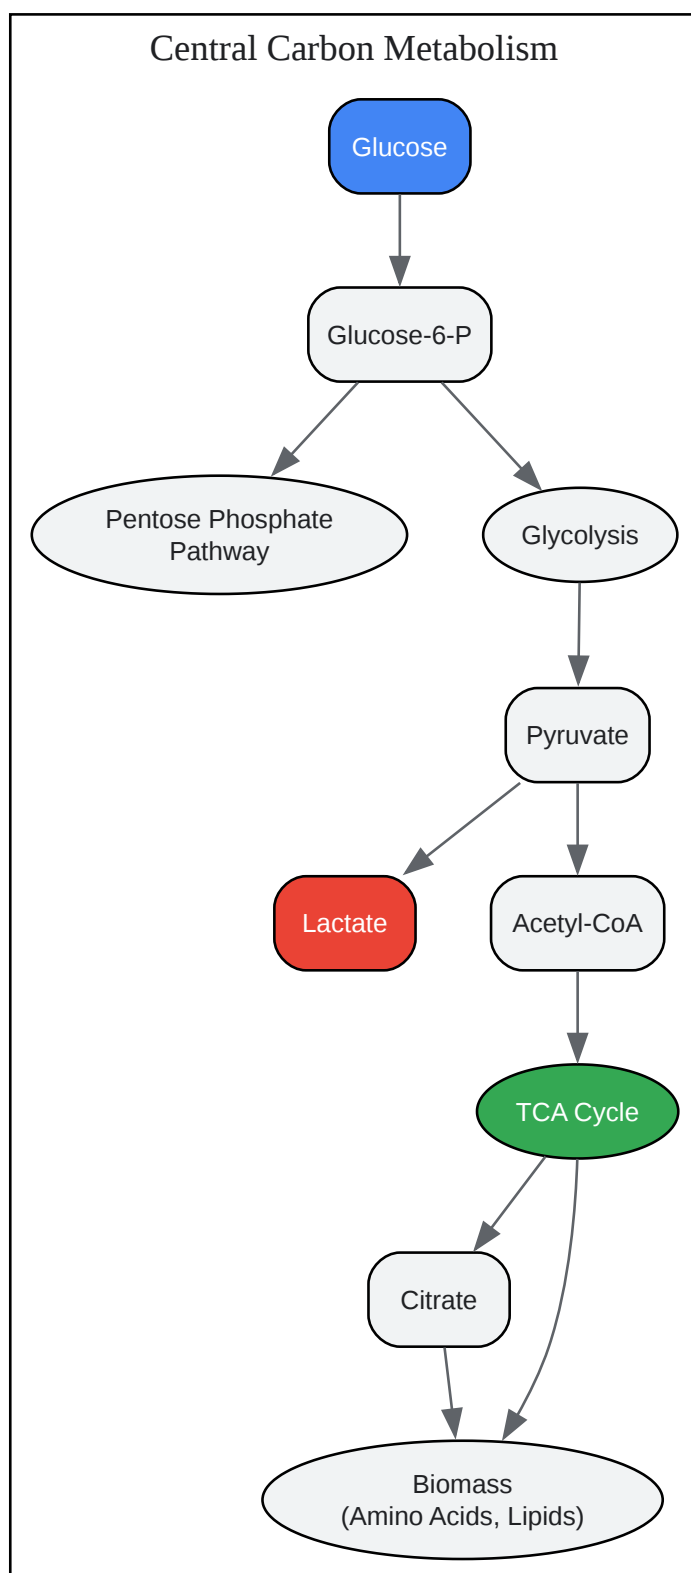 Central Carbon Metabolism
Glucose
Glucose-6-P
Pentose Phosphate
Pathway
Glycolysis
Pyruvate
Lactate
Acetyl-CoA
TCA Cycle
Citrate
Biomass
(Amino Acids, Lipids)